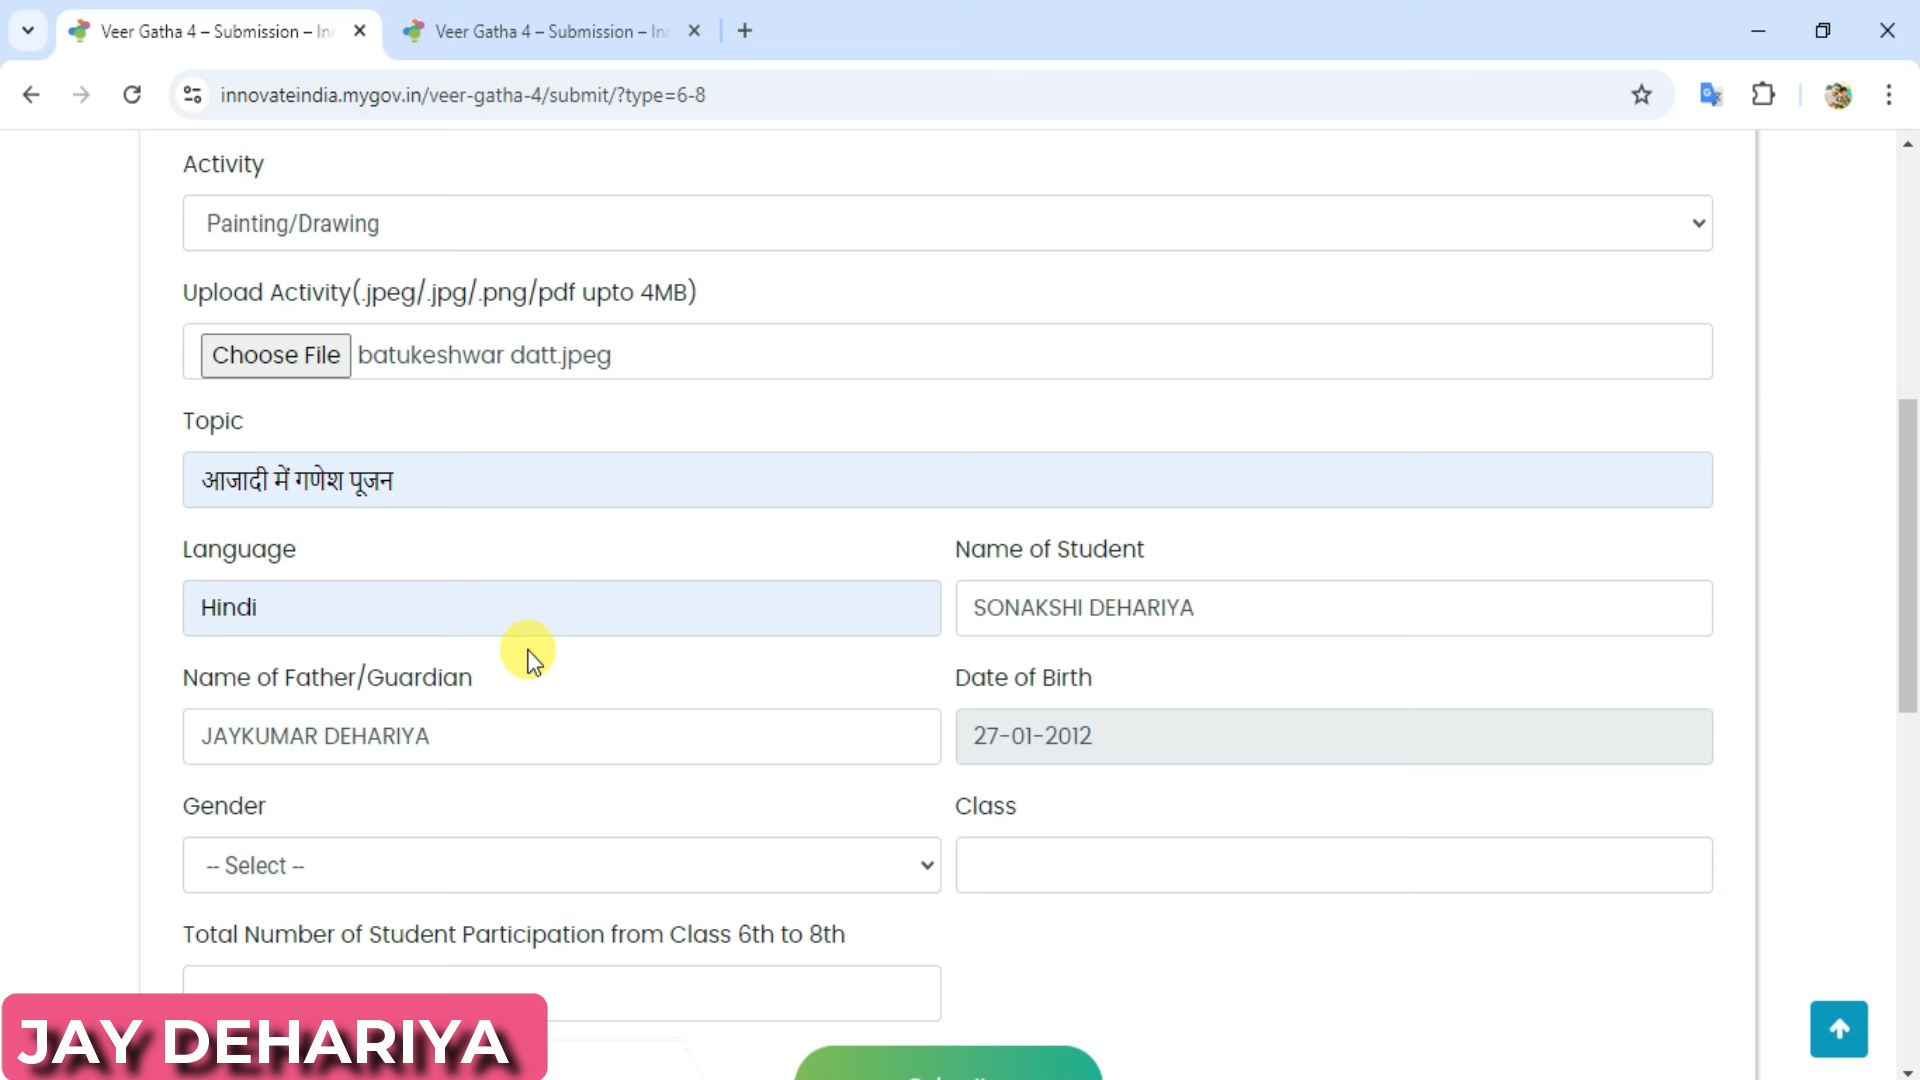 Veer Gatha 4 – Submission – In
Veer Gatha 4 – Submission – In
innovateindia.mygov.in/veer-gatha-4/submit/?type=6-8
Activity
Painting/Drawing
Upload Activity(.jpeg/.jpg/.png/pdf upto 4MB)
Choose File batukeshwar datt.jpeg
Topic
आजादी में गणेश पूजन
Language
Name of Student
Hindi
SONAKSHI DEHARIYA
Name of Father/Guardian
Date of Birth
JAYKUMAR DEHARIYA
27-01-2012
Gender
Class
-- Select --
Total Number of Student Participation from Class 6th to 8th
JAY DEHARIYA